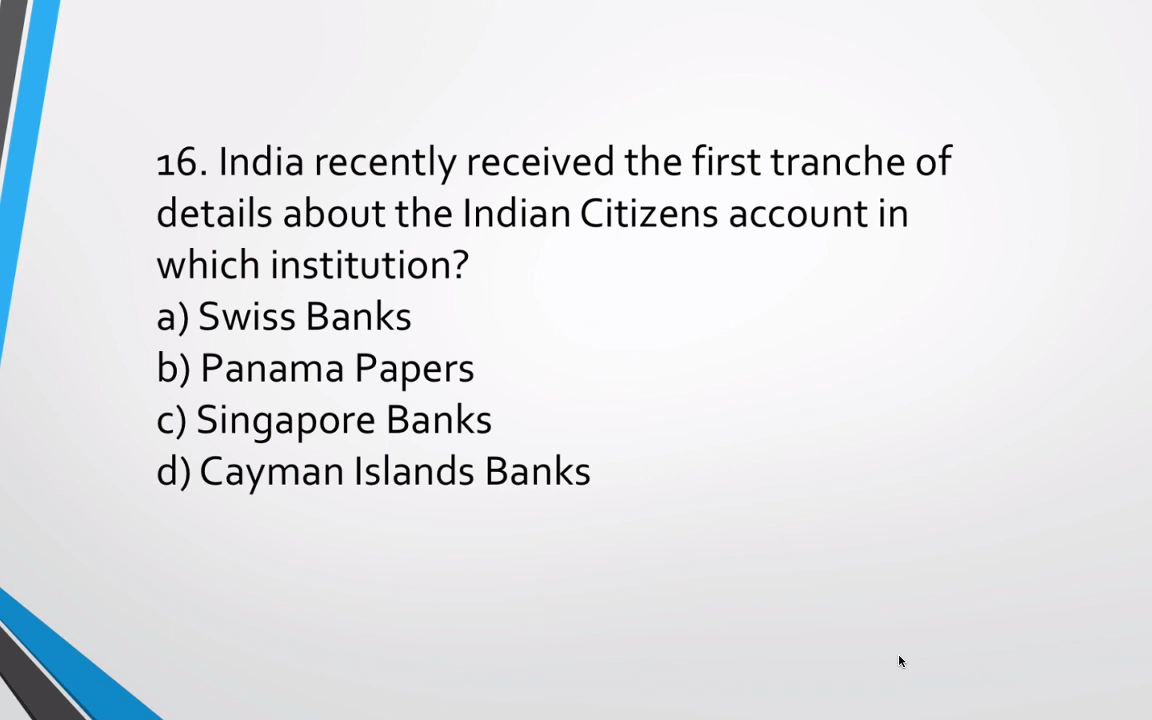 16. India recently received the first tranche of
details about the Indian Citizens account in
which institution?
a) Swiss Banks
b) Panama Papers
c) Singapore Banks
d) Cayman Islands Banks